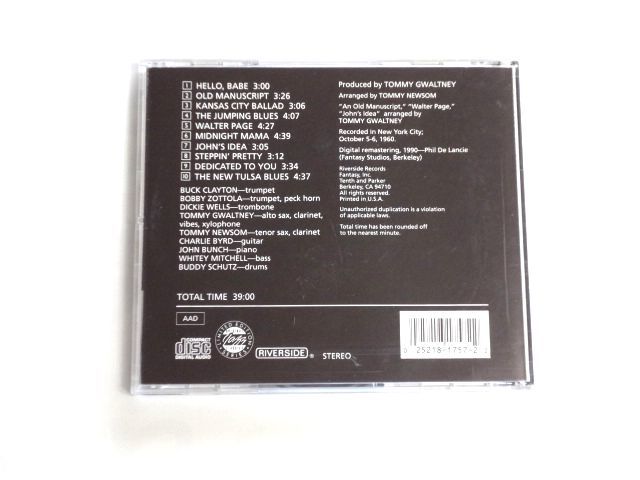 1 HELLO, BABE 3:00
2 OLD MANUSCRIPT 3:26
3 KANSAS CITY BALLAD 3:06
4 THE JUMPING BLUES 4:07
5 WALTER PAGE 4:27
6 MIDNIGHT MAMA 4:39
7 JOHN'S IDEA 3:05
8 STEPPIN' PRETTY 3:12
9 DEDICATED TO YOU 3:34
10 THE NEW TULSA BLUES 4:37
BUCK CLAYTON—trumpet
BOBBY ZOTTOLA—trumpet, peck horn
DICKIE WELLS—trombone
TOMMY GWALTNEY—alto sax, clarinet,
vibes, xylophone
TOMMY NEWSOM—tenor sax, clarinet
CHARLIE BYRD—guitar
JOHN BUNCH—piano
WHITEY MITCHELL—bass
BUDDY SCHUTZ—drums
Produced by TOMMY GWALTNEY
Arranged by TOMMY NEWSOM
"An Old Manuscript," "Walter Page,"
"John's Idea" arranged by
TOMMY GWALTNEY
Recorded in New York City;
October 5-6, 1960.
Digital remastering, 1990—Phil De Lancie
(Fantasy Studios, Berkeley)
Riverside Records
Fantasy, Inc.
Tenth and Parker
Berkeley, CA 94710
All rights reserved.
Printed in U.S.A.
Unauthorized duplication is a violation
of applicable laws.
Total time has been rounded off
to the nearest minute.
TOTAL TIME 39:00
AAD
COMPACT
disc
DIGITAL AUDIO
LIMITED EDITION
Jazz
SERIES
RIVERSIDE®
STEREO
0 25218-1757-2